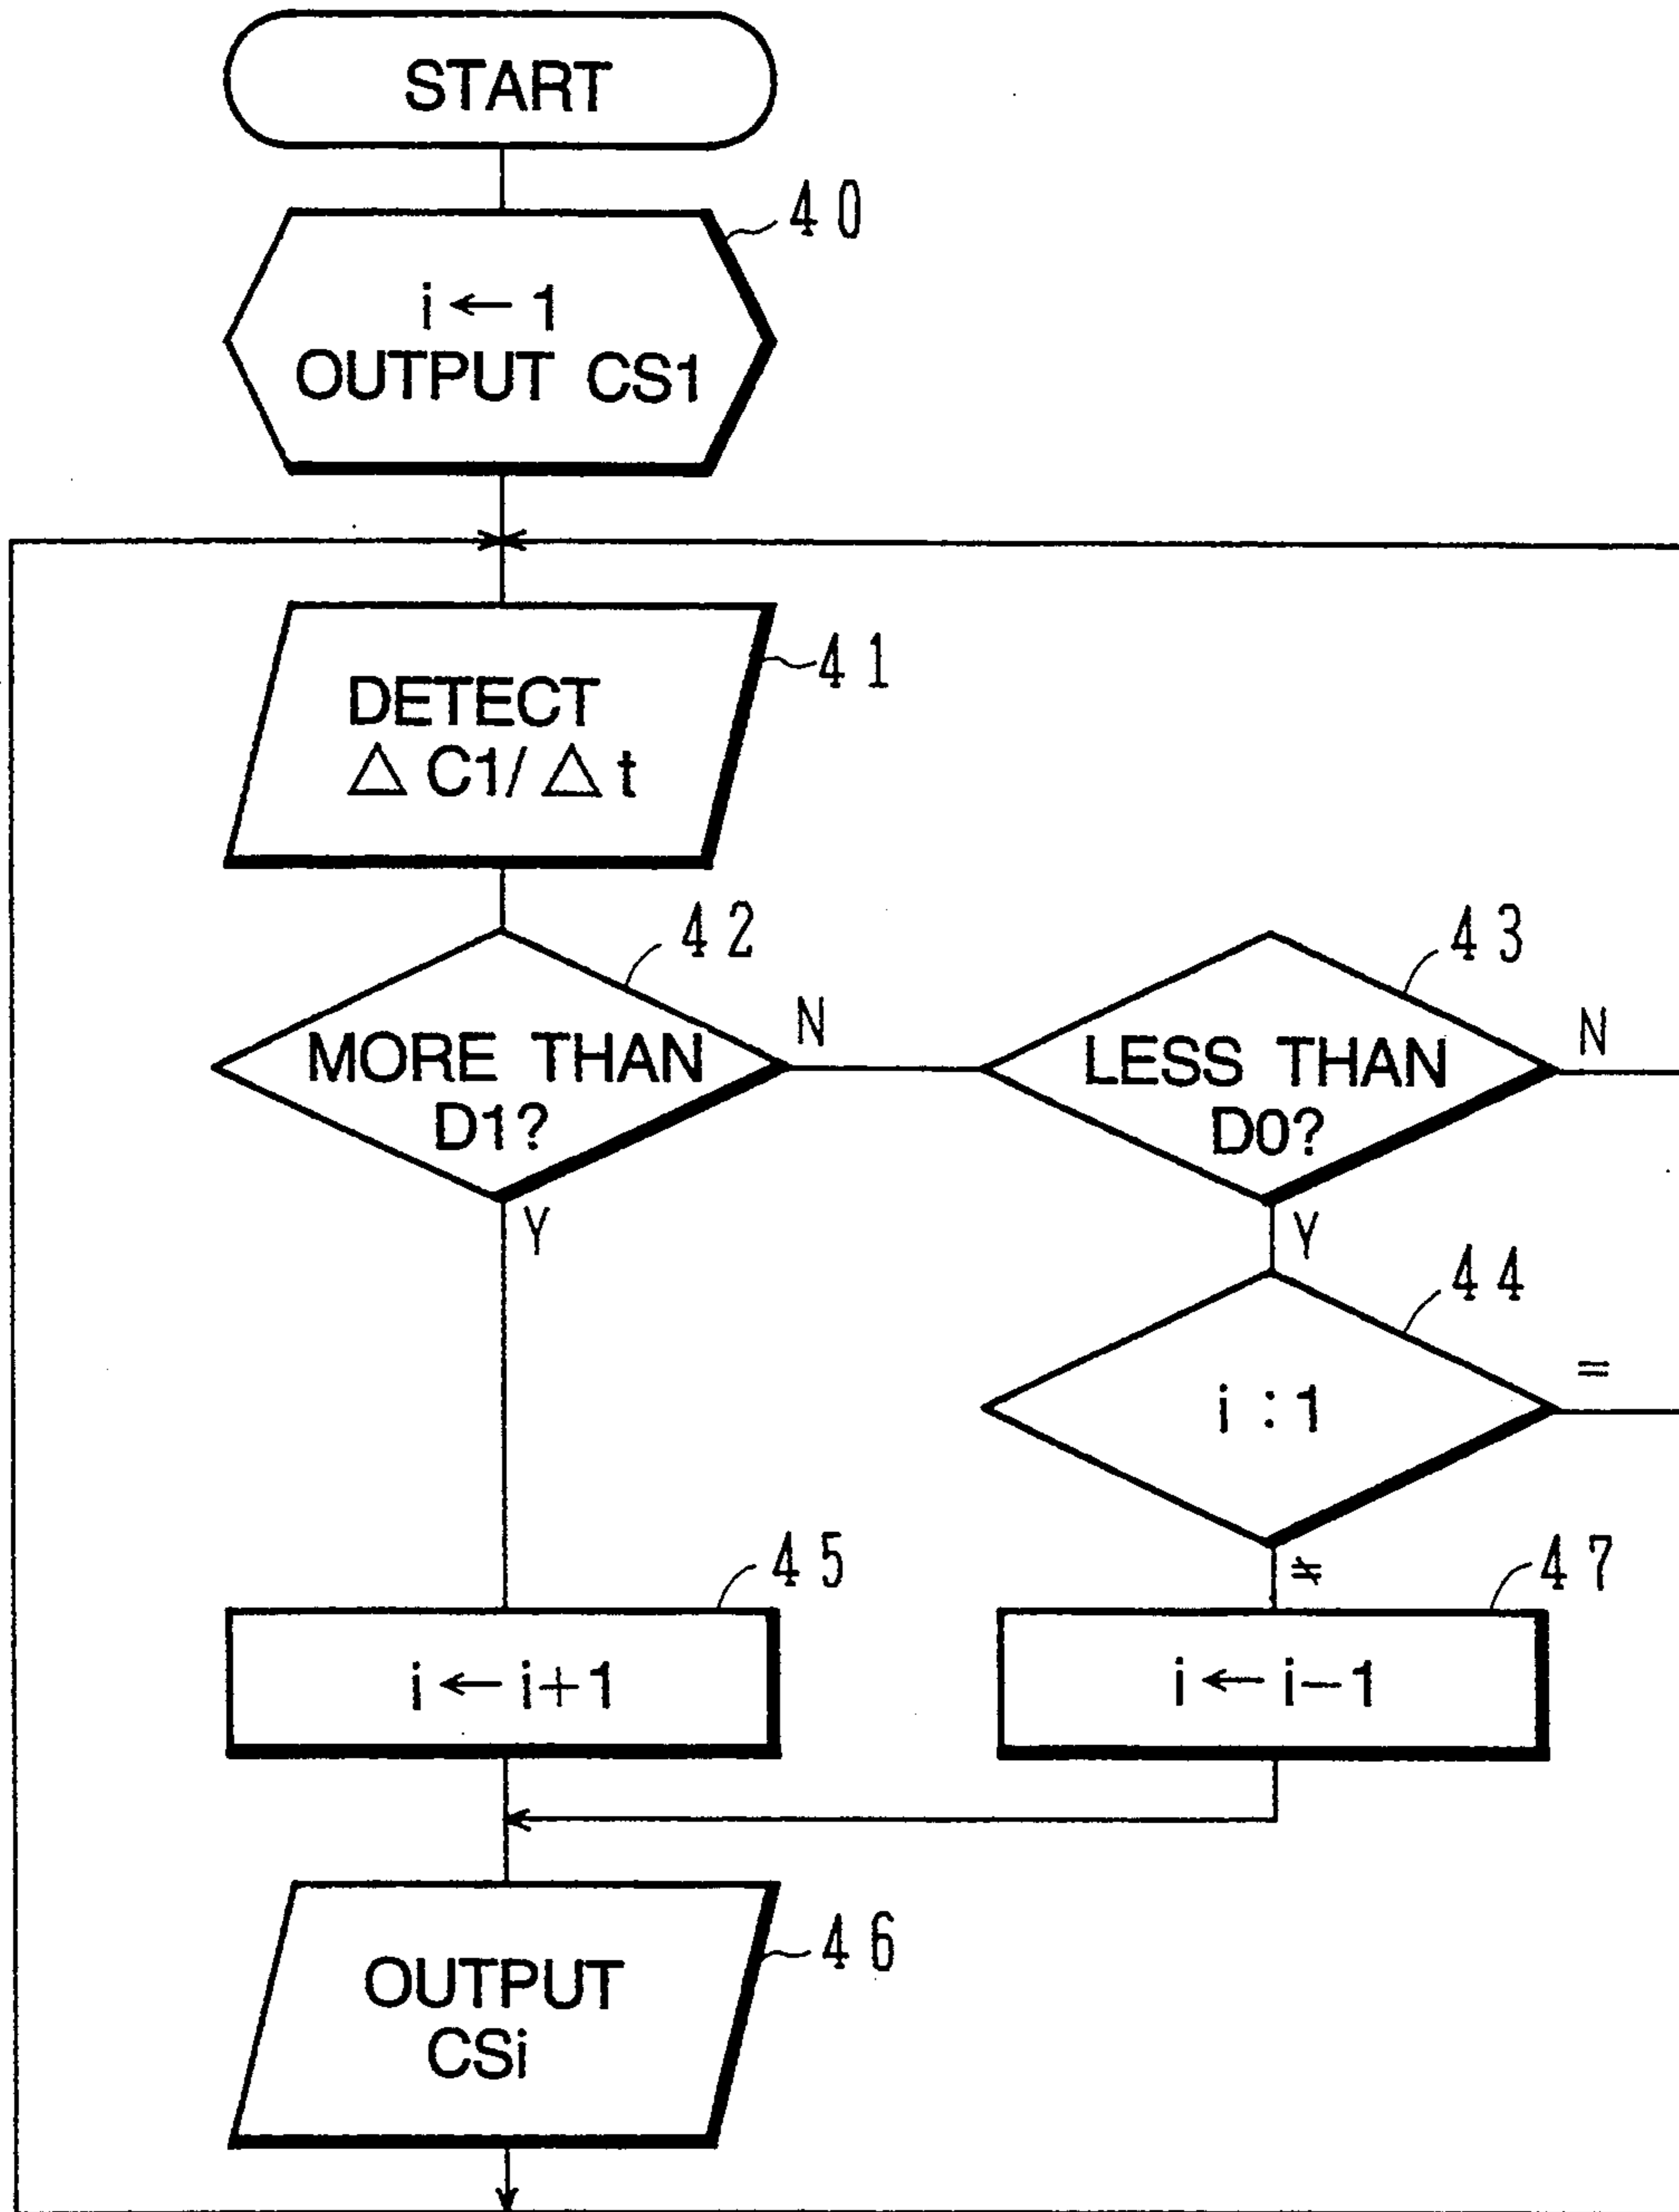 START
40
i ← 1
OUTPUT CS1
41
DETECT
△ C1/ △ t
42
MORE THAN
D1?
N
Y
43
LESS THAN
D0?
N
Y
44
i : 1
=
≠
45
i ← i+1
47
i ← i−1
46
OUTPUT
CSi